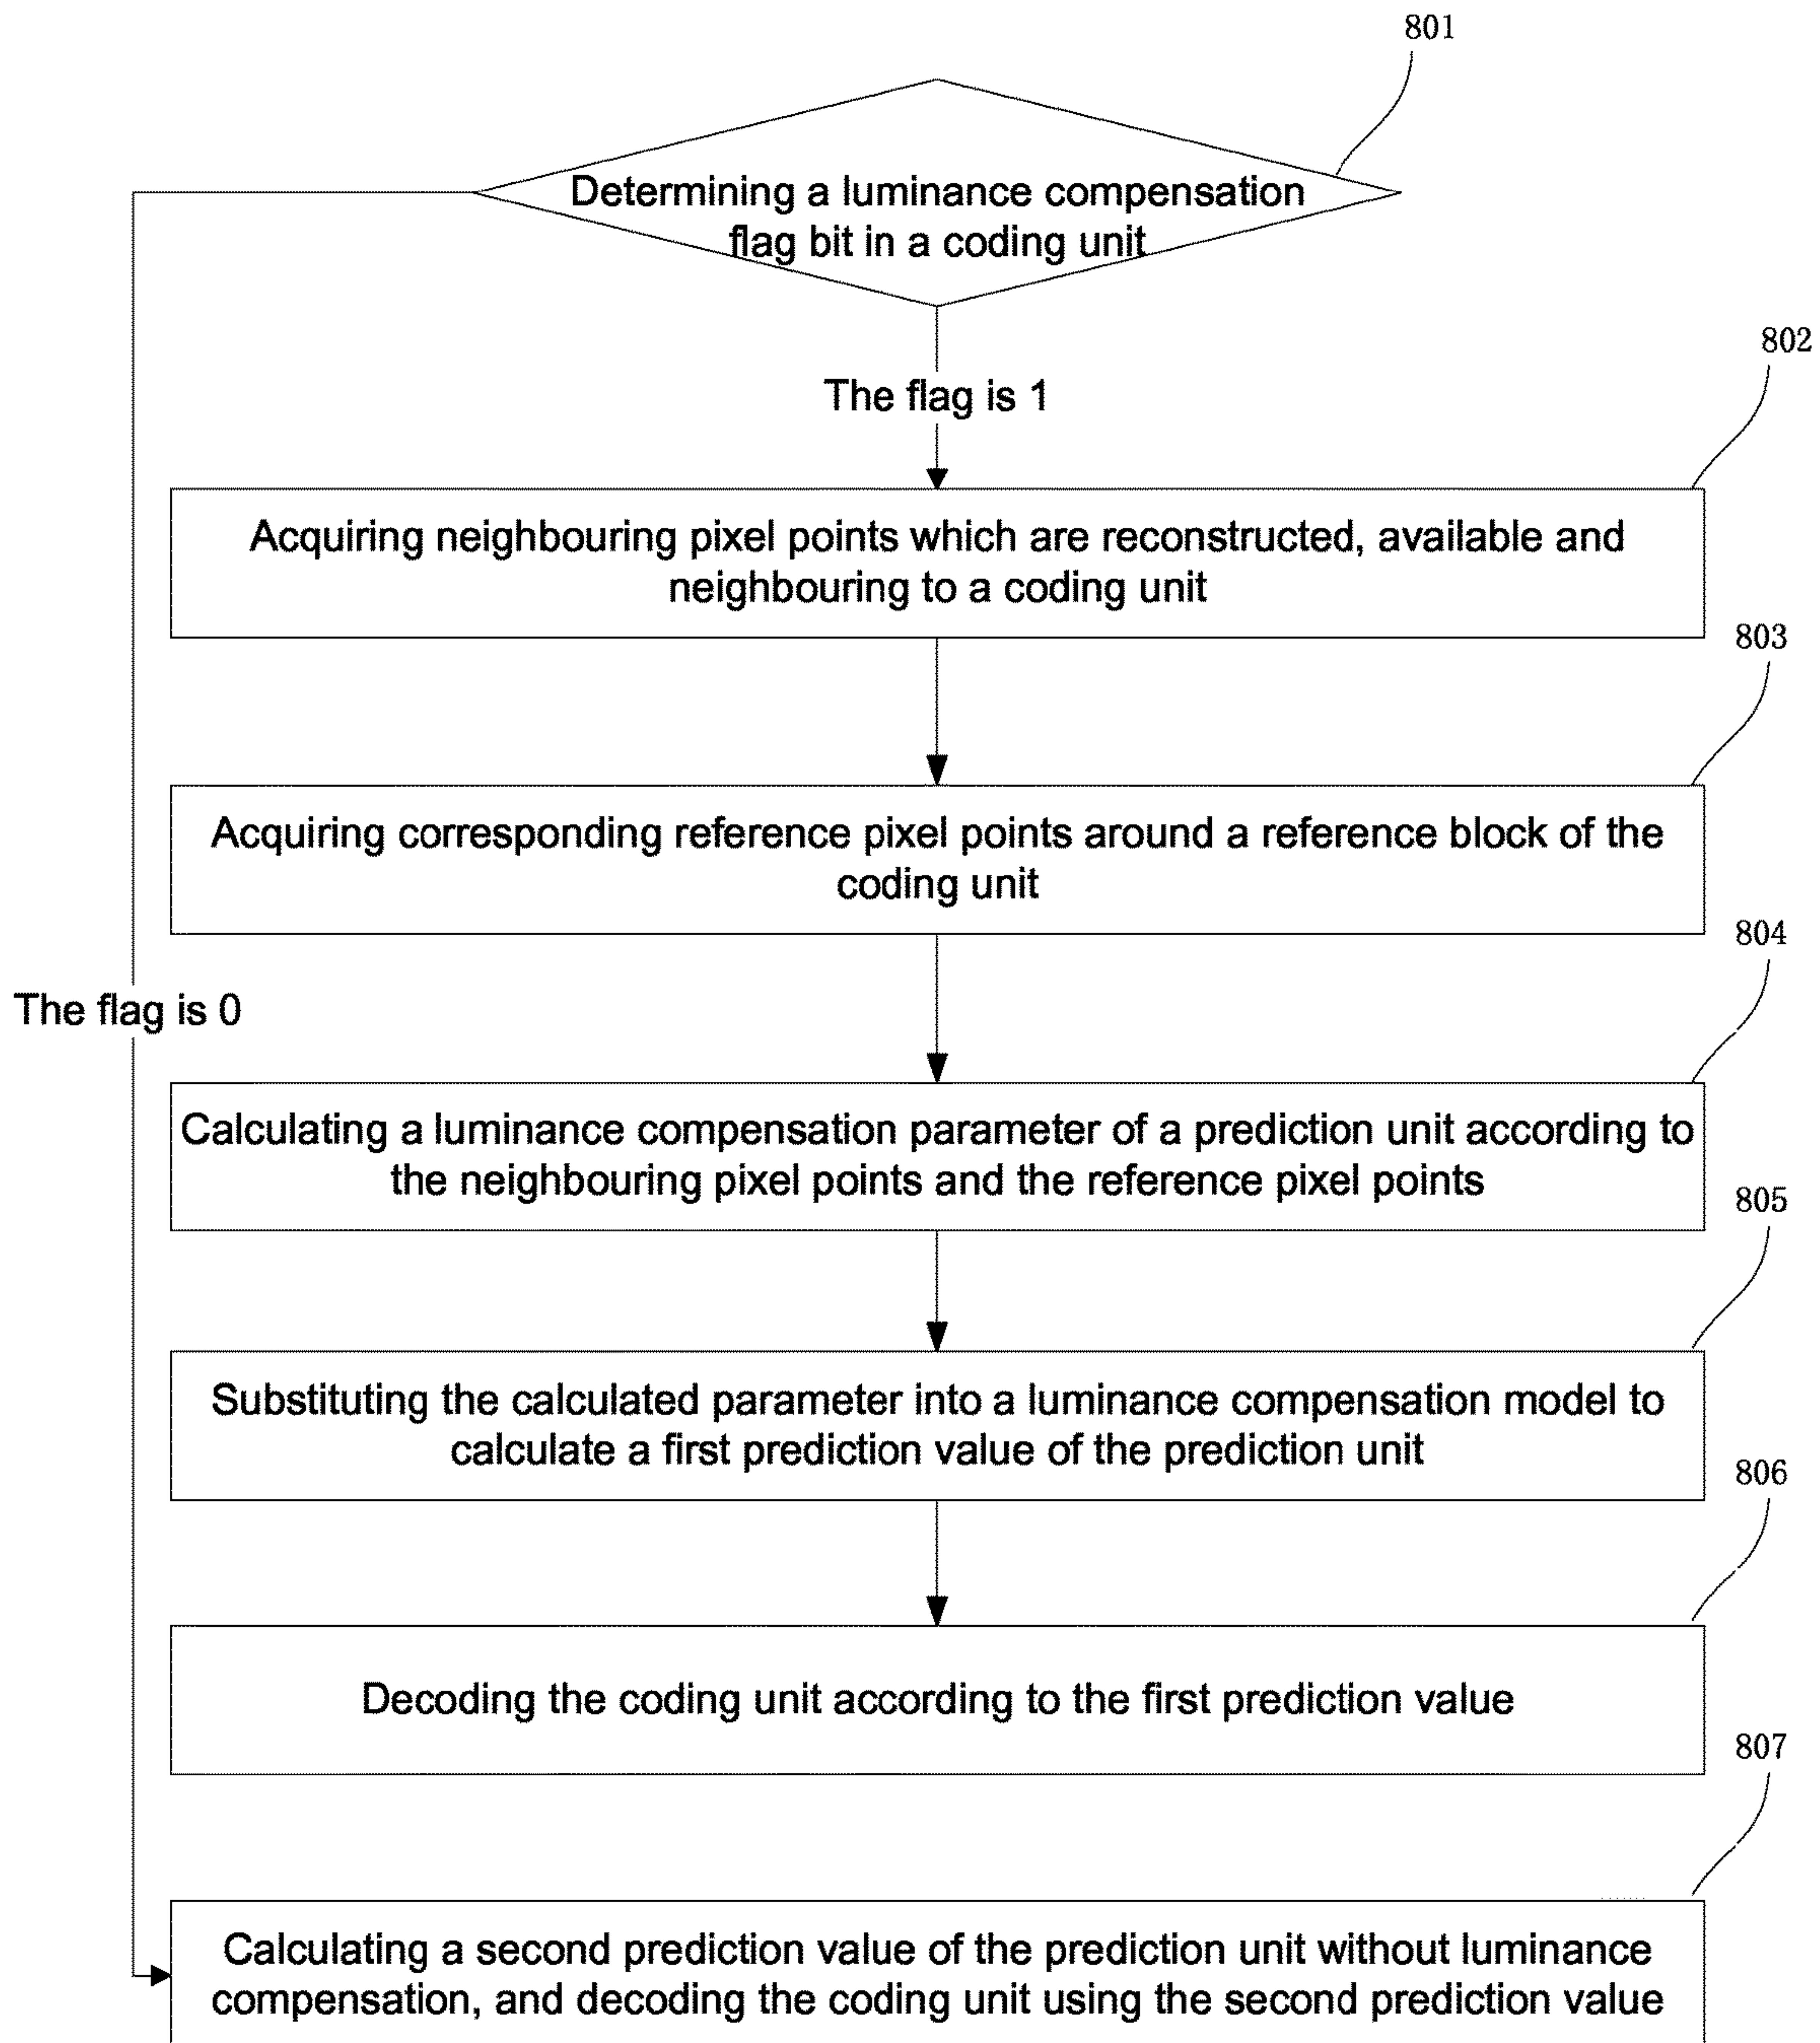 801
Determining a luminance compensation
flag bit in a coding unit
802
The flag is 1
Acquiring neighbouring pixel points which are reconstructed, available and
neighbouring to a coding unit
803
Acquiring corresponding reference pixel points around a reference block of the
coding unit
804
The flag is 0
Calculating a luminance compensation parameter of a prediction unit according to
the neighbouring pixel points and the reference pixel points
805
Substituting the calculated parameter into a luminance compensation model to
calculate a first prediction value of the prediction unit
806
Decoding the coding unit according to the first prediction value
807
Calculating a second prediction value of the prediction unit without luminance
compensation, and decoding the coding unit using the second prediction value